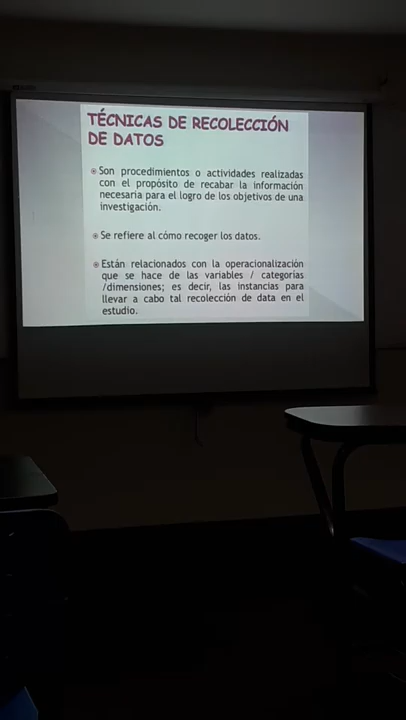 TÉCNICAS DE RECOLECCIÓN
DE DATOS
Son procedimientos o actividades realizadas
con el propósito de recabar la información
necesaria para el logro de los objetivos de una
investigación.
Se refiere al cómo recoger los datos.
Están relacionados con la operacionalización
que se hace de las variables / categorías
/dimensiones; es decir, las instancias para
llevar a cabo tal recolección de data en el
estudio.